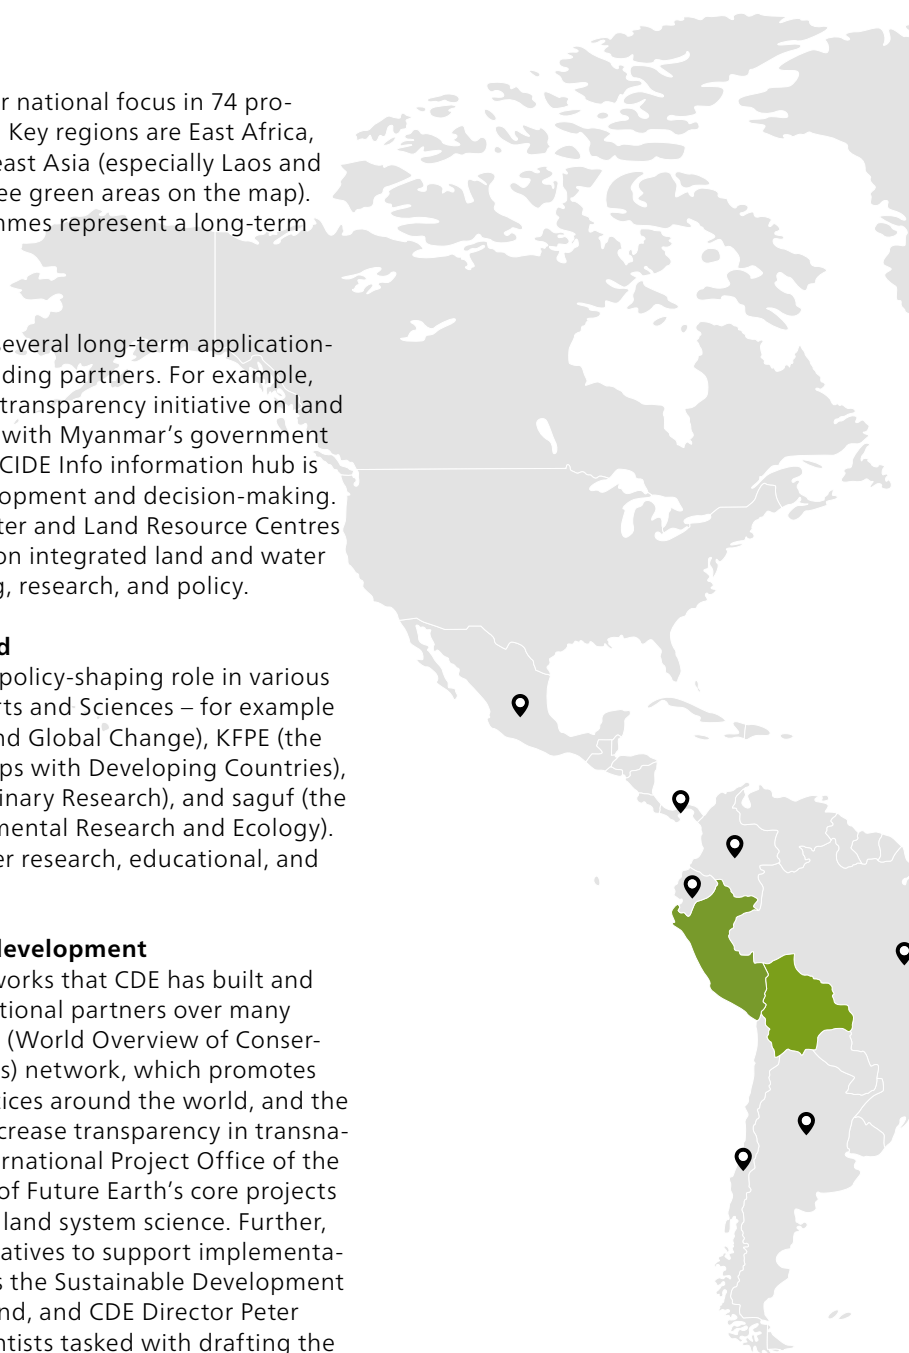 r national focus in 74 pro-
Key regions are East Africa,
east Asia (especially Laos and
ee green areas on the map).
mmes represent a long-term
several long-term application-
ding partners. For example,
transparency initiative on land
with Myanmar’s government
CIDE Info information hub is
opment and decision-making.
ter and Land Resource Centres
on integrated land and water
g, research, and policy.
d
policy-shaping role in various
rts and Sciences – for example
nd Global Change), KFPE (the
ps with Developing Countries),
inary Research), and saguf (the
mental Research and Ecology).
er research, educational, and
development
works that CDE has built and
tional partners over many
(World Overview of Conser-
s) network, which promotes
tices around the world, and the
crease transparency in transna-
rnational Project Office of the
of Future Earth’s core projects
land system science. Further,
atives to support implementa-
s the Sustainable Development
nd, and CDE Director Peter
ntists tasked with drafting the